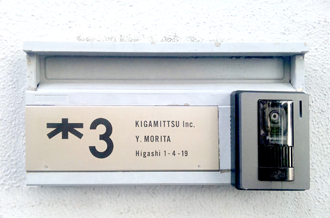 木3
KIGAMITTSU Inc.
Y. MORITA
Higashi 1-4-19